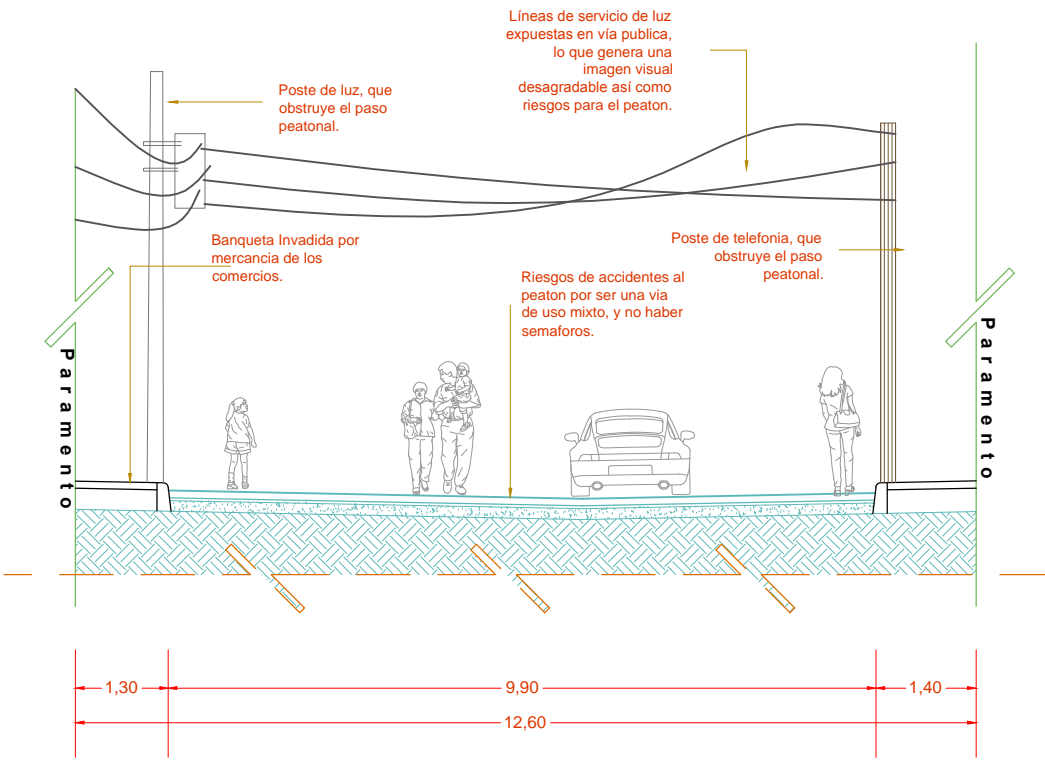 Líneas de servicio de luz
expuestas en vía publica,
lo que genera una
imagen visual
desagradable así como
riesgos para el peaton.
Poste de luz, que
obstruye el paso
peatonal.
Banqueta Invadida por
mercancia de los
comercios.
Poste de telefonia, que
obstruye el paso
peatonal.
Riesgos de accidentes al
peaton por ser una via
de uso mixto, y no haber
semaforos.
Paramento
Paramento
1,30
9,90
1,40
12,60